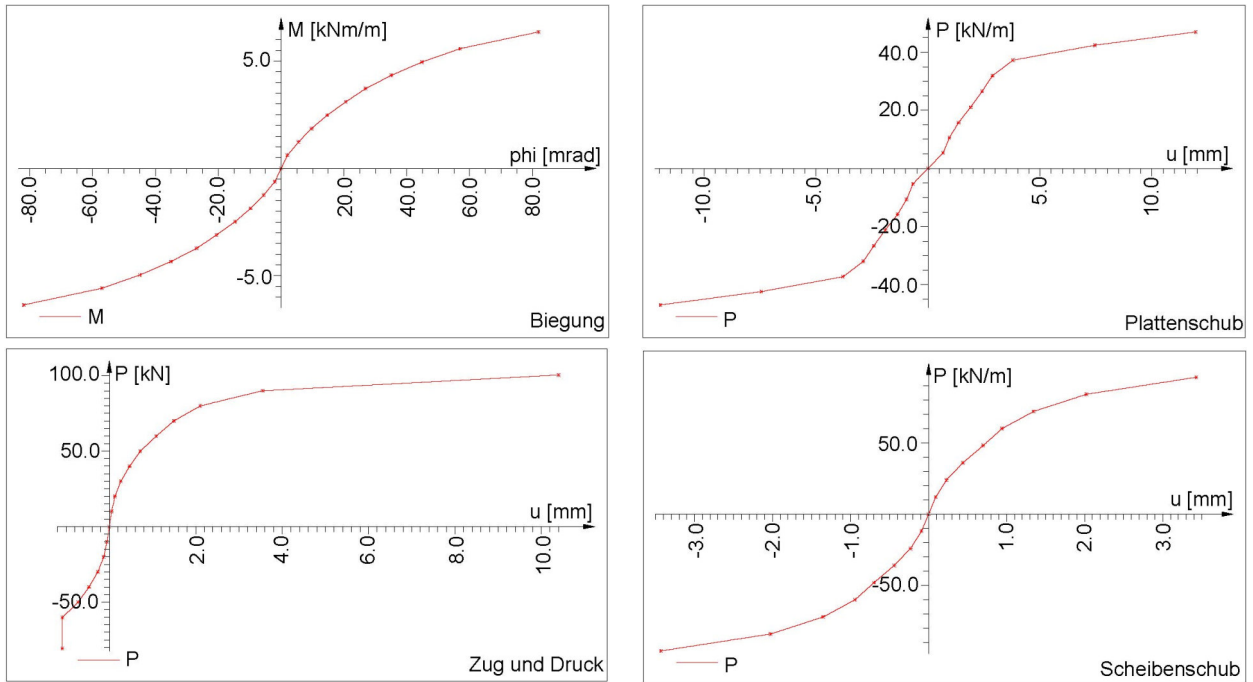 M [kNm/m]
5.0
phi [mrad]
-80.0
-60.0
-40.0
-20.0
20.0
40.0
60.0
80.0
-5.0
M
Biegung
P [kN/m]
40.0
20.0
u [mm]
-10.0
-5.0
5.0
10.0
-20.0
-40.0
P
Plattenschub
100.0
P [kN]
50.0
u [mm]
2.0
4.0
6.0
8.0
10.0
-50.0
P
Zug und Druck
P [kN/m]
50.0
u [mm]
-3.0
-2.0
-1.0
1.0
2.0
3.0
-50.0
P
Scheibenschub